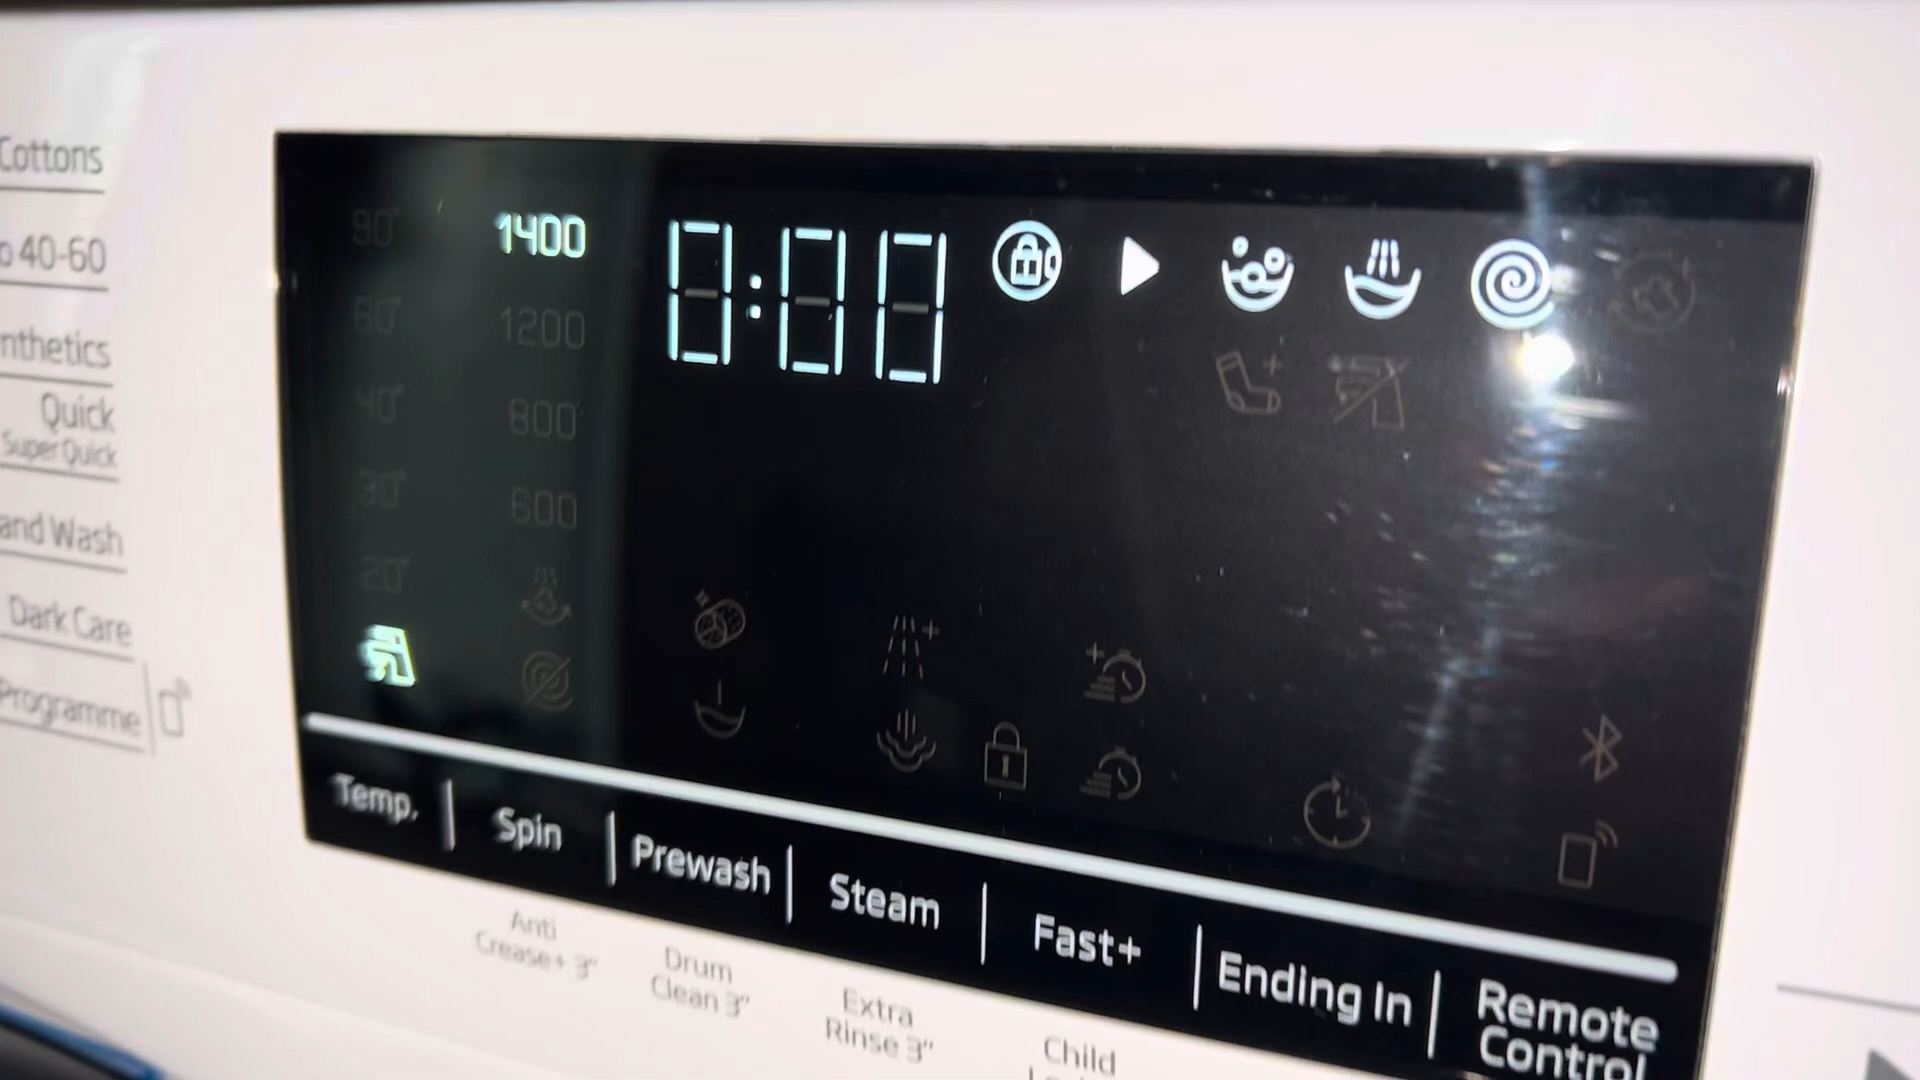 Cottons
40-60
Quick
Super Quick
Wash
Dark Care
Programme
90°
60°
40°
30°
20°
1400
1200
800
600
0:00
Temp.
Spin
Prewash
Steam
Fast+
Ending In
Remote
Control
Anti
Crease+ 3"
Drum
Clean 3"
Extra
Rinse 3"
Child